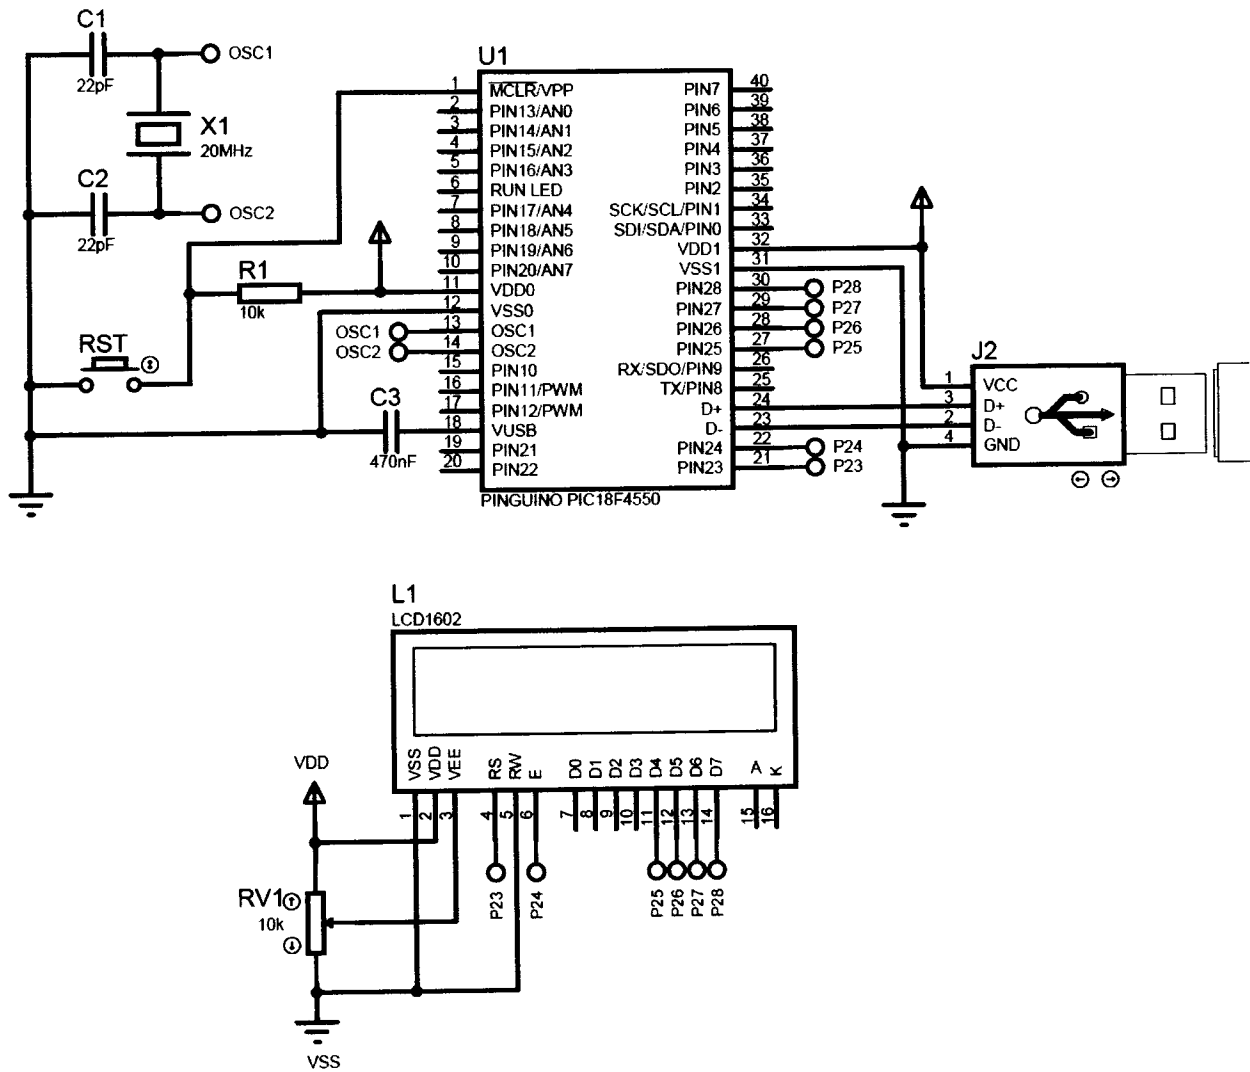 C1
22pF
OSC1
X1
20MHz
C2
22pF
OSC2
R1
10k
RST
OSC1
OSC2
C3
470nF
U1
1 MCLR/VPP
2 PIN13/AN0
3 PIN14/AN1
4 PIN15/AN2
5 PIN16/AN3
6 RUN LED
7 PIN17/AN4
8 PIN18/AN5
9 PIN19/AN6
10 PIN20/AN7
11 VDD0
12 VSS0
13 OSC1
14 OSC2
15 PIN10
16 PIN11/PWM
17 PIN12/PWM
18 VUSB
19 PIN21
20 PIN22
PIN7 40
PIN6 39
PIN5 38
PIN4 37
PIN3 36
PIN2 35
SCK/SCL/PIN1 34
SDI/SDA/PIN0 33
VDD1 32
VSS1 31
PIN28 30 P28
PIN27 29 P27
PIN26 28 P26
PIN25 27 P25
RX/SDO/PIN9 26
TX/PIN8 25
D+ 24
D- 23
PIN24 22 P24
PIN23 21 P23
PINGUINO PIC18F4550
J2
1 VCC
3 D+
2 D-
4 GND
L1
LCD1602
VSS VDD VEE RS RW E D0 D1 D2 D3 D4 D5 D6 D7 A K
1 2 3 4 5 6 7 8 9 10 11 12 13 14 15 16
P23 P24 P25 P26 P27 P28
VDD
RV1
10k
VSS